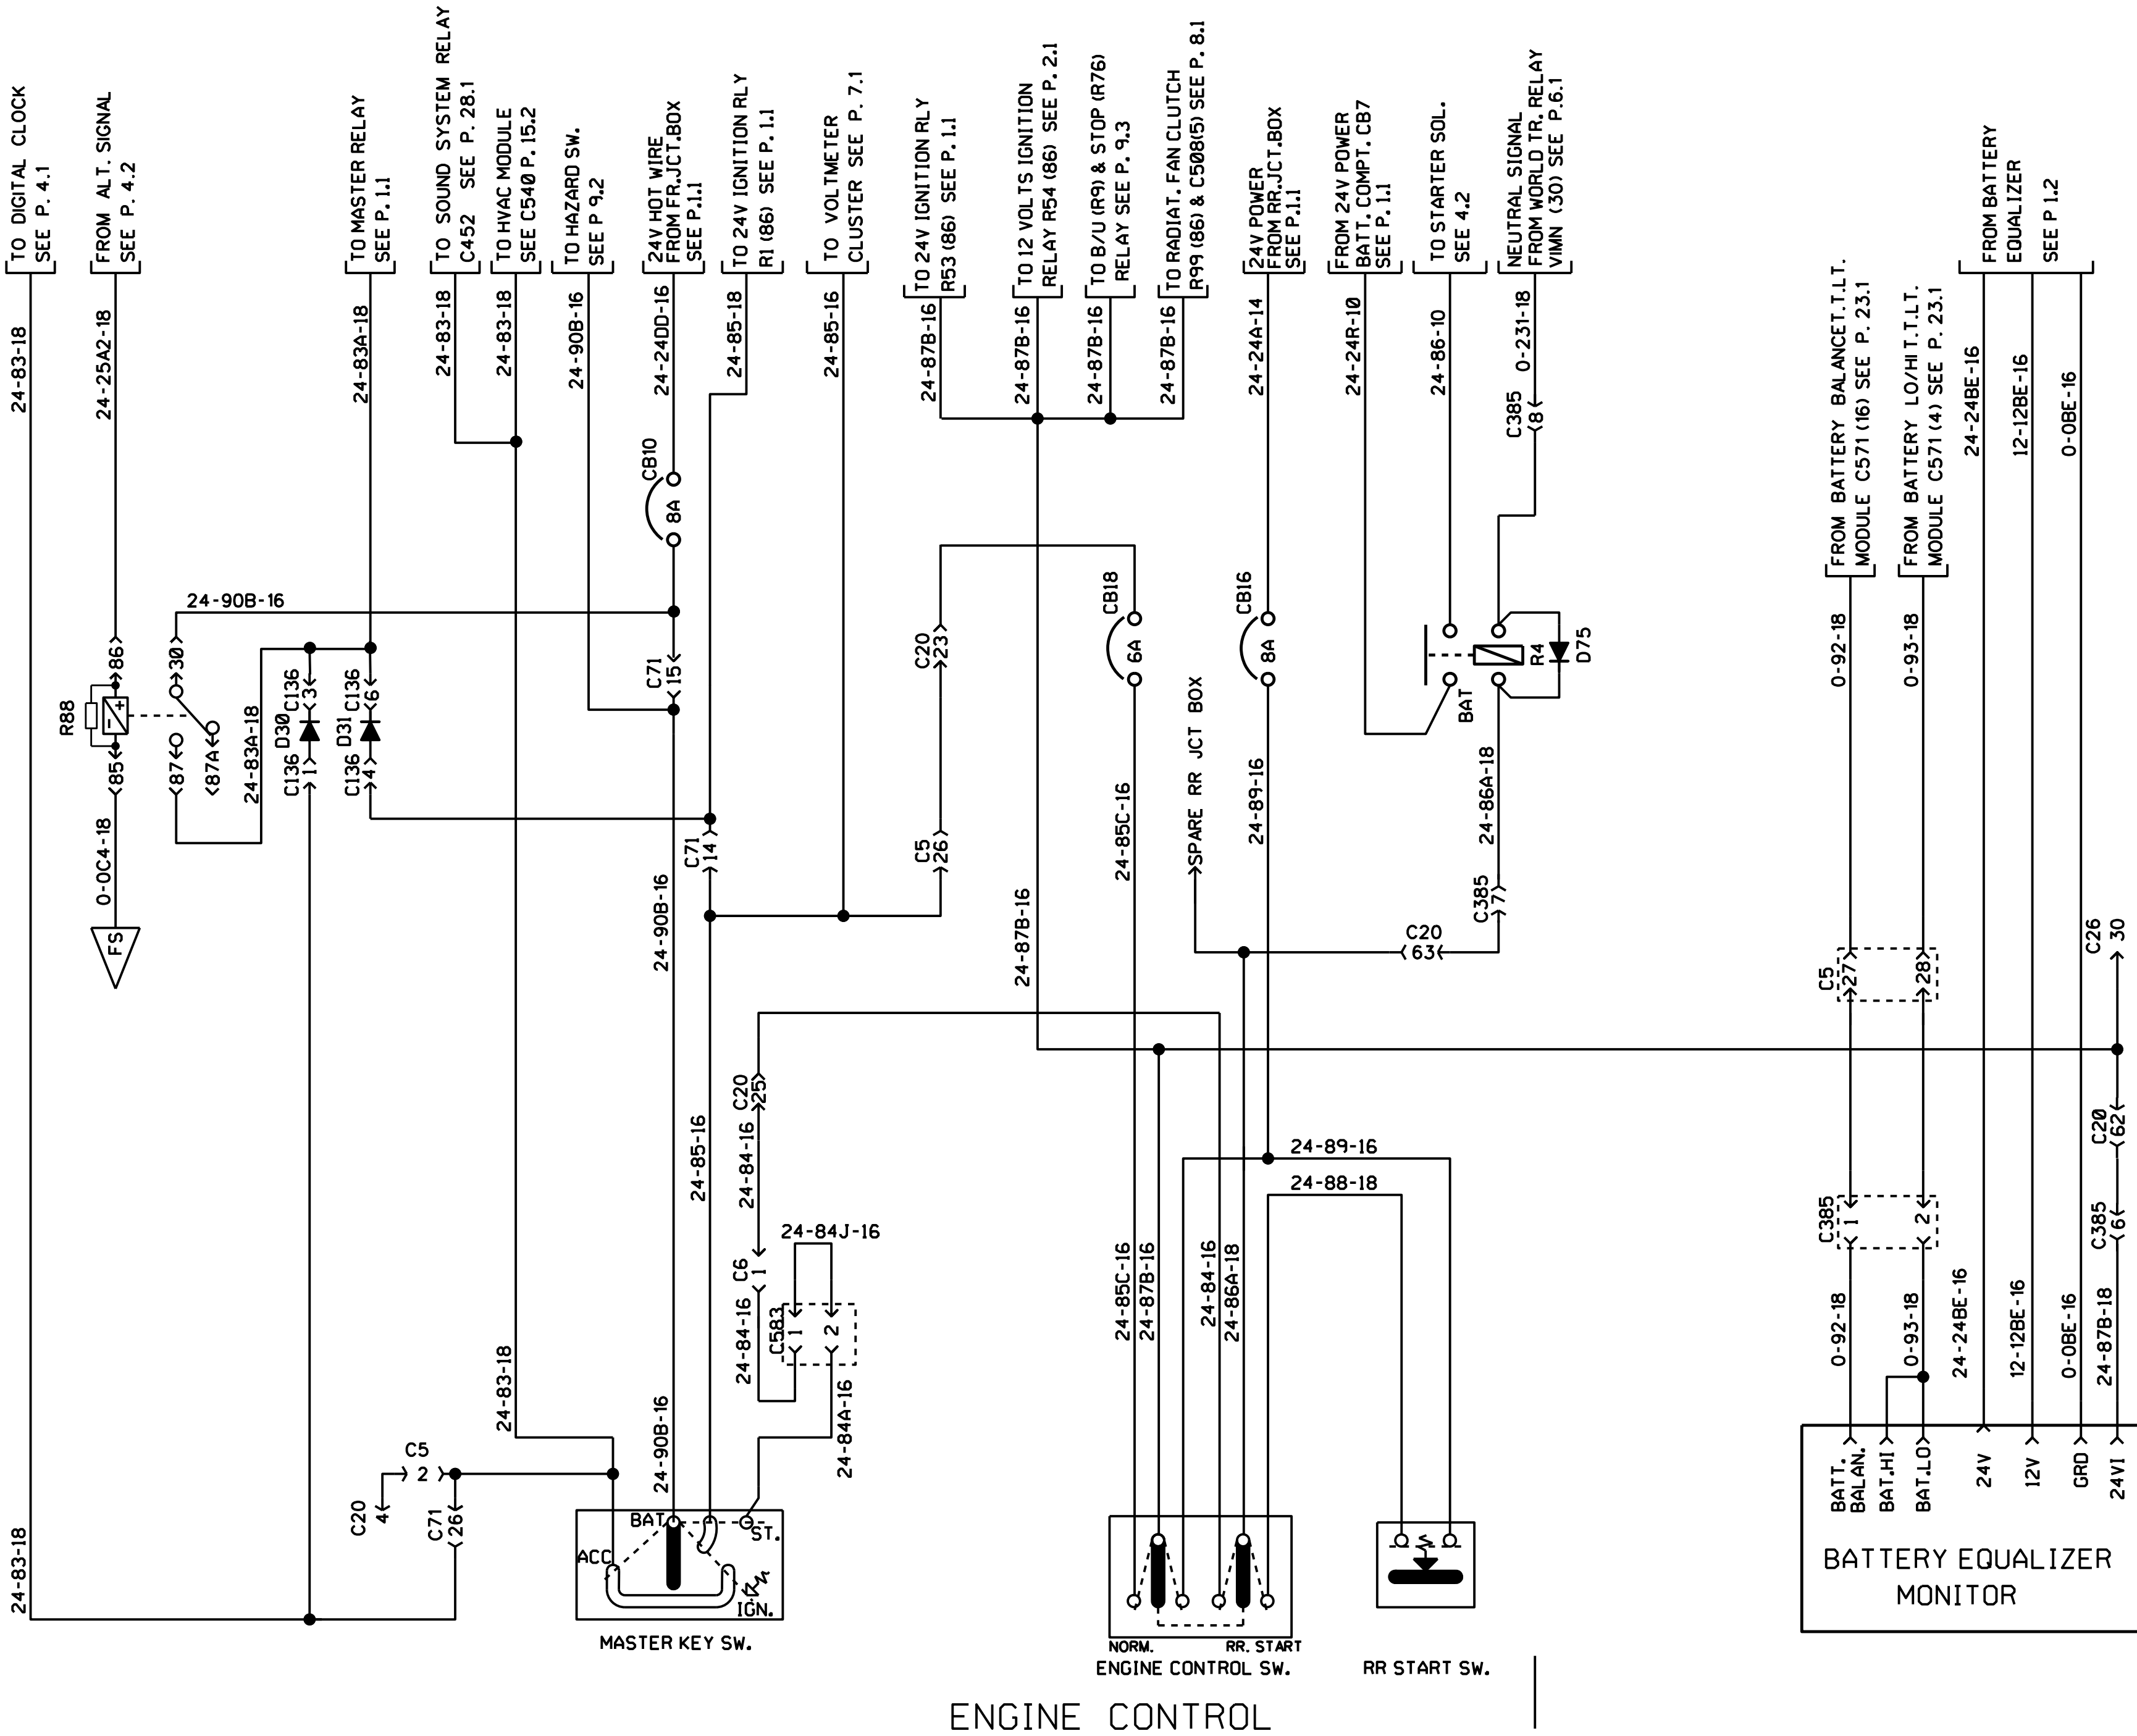 TO DIGITAL CLOCK
SEE P. 4.1
FROM ALT. SIGNAL
SEE P. 4.2
TO MASTER RELAY
SEE P. 1.1
TO SOUND SYSTEM RELAY
C452 SEE P. 28.1
TO HVAC MODULE
SEE C540 P. 15.2
TO HAZARD SW.
SEE P 9.2
24V HOT WIRE
FROM FR.JCT.BOX
SEE P.1.1
TO 24V IGNITION RLY
R1 (86) SEE P. 1.1
TO VOLTMETER
CLUSTER SEE P. 7.1
TO 24V IGNITION RLY
R53 (86) SEE P. 1.1
TO 12 VOLTS IGNITION
RELAY R54 (86) SEE P. 2.1
TO B/U (R9) & STOP (R76)
RELAY SEE P. 9.3
TO RADIAT. FAN CLUTCH
R99 (86) & C508(5) SEE P. 8.1
24V POWER
FROM RR.JCT.BOX
SEE P.1.1
FROM 24V POWER
BATT. COMPT. CB7
SEE P. 1.1
TO STARTER SOL.
SEE 4.2
NEUTRAL SIGNAL
FROM WORLD TR. RELAY
VIMN (30) SEE P.6.1
FROM BATTERY BALANCET.T.LT.
MODULE C571 (16) SEE P. 23.1
FROM BATTERY LO/HI T.T.LT.
MODULE C571 (4) SEE P. 23.1
FROM BATTERY
EQUALIZER
SEE P 1.2
24-83-18
24-25A2-18
24-83A-18
24-83-18
24-83-18
24-90B-16
24-24DD-16
24-85-18
24-85-16
24-87B-16
24-87B-16
24-87B-16
24-87B-16
24-24A-14
24-24R-10
24-86-10
0-231-18
C385
8
24-24BE-16
12-12BE-16
0-0BE-16
CB10
8A
24-90B-16
R88
86
85
+
-
30
87
87A
24-83A-18
D30
C136
3
C136
1
D31
C136
6
C136
4
C71
15
C71
14
C20
23
C5
26
CB18
6A
CB16
8A
BAT
R4
D75
0-92-18
0-93-18
0-0C4-18
FS
24-90B-16
24-87B-16
24-85C-16
SPARE RR JCT BOX
24-89-16
24-86A-18
C385
7
C20
63
C5
27
28
C26
30
C20
25
24-84-16
24-85-16
24-89-16
24-88-18
C20
62
C385
1
2
C385
6
C6
1
24-84J-16
24-84-16
C583
1
2
24-84A-16
24-85C-16
24-87B-16
24-84-16
24-86A-18
0-92-18
0-93-18
24-24BE-16
12-12BE-16
0-0BE-16
24-87B-18
24-83-18
24-90B-16
24-83-18
C5
2
C20
4
C71
26
BAT
ACC
ST.
IGN.
MASTER KEY SW.
NORM.
RR. START
ENGINE CONTROL SW.
RR START SW.
BATT.
BALAN.
BAT.HI
BAT.LO
24V
12V
GRD
24VI
BATTERY EQUALIZER
MONITOR
ENGINE CONTROL